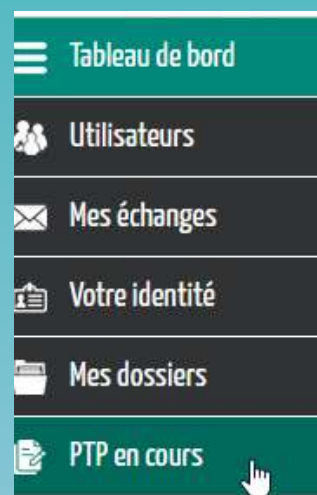 Tableau de bord
Utilisateurs
Mes échanges
Votre identité
Mes dossiers
PTP en cours